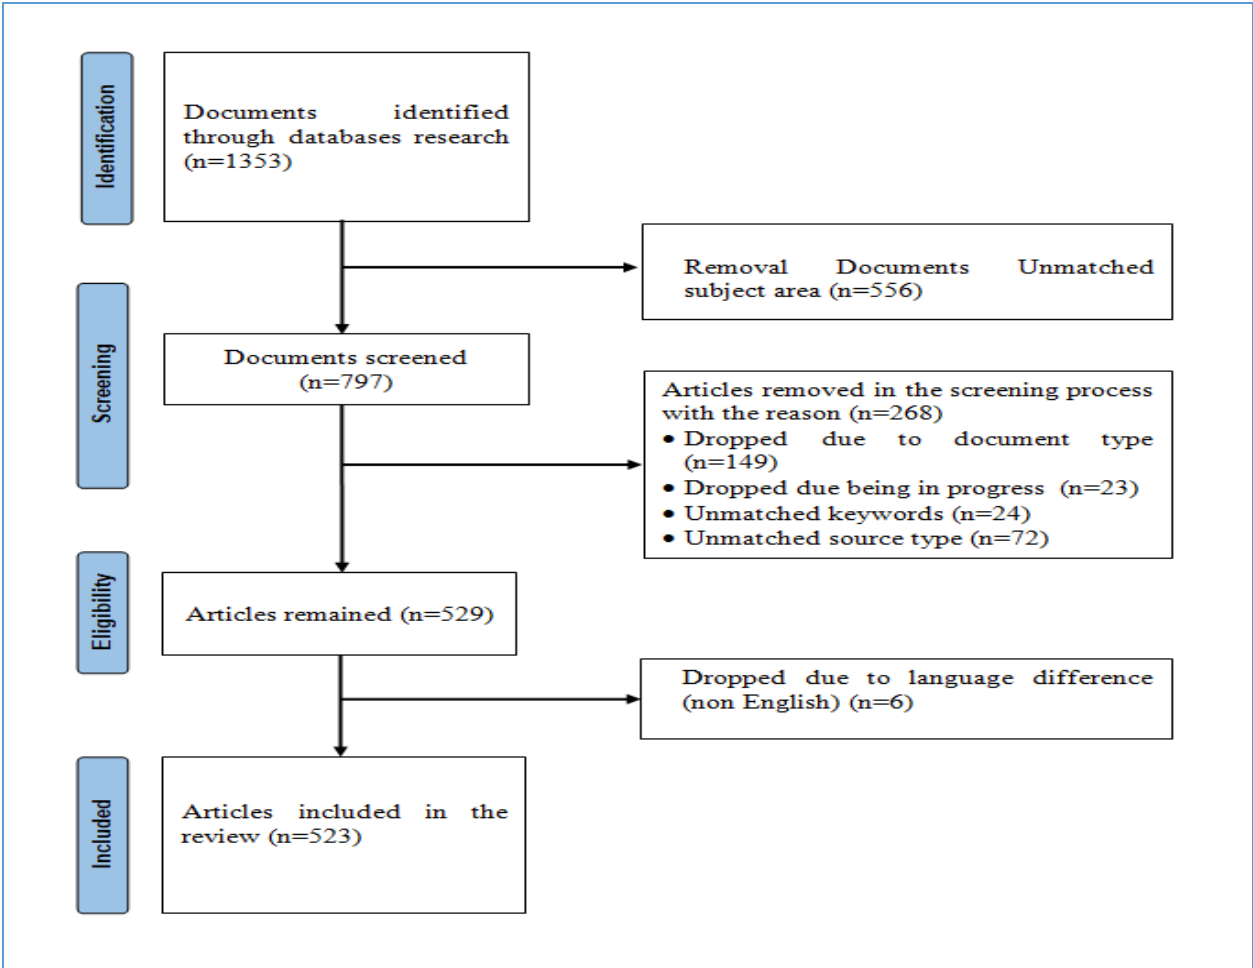 Identification
Documents identified
through databases research
(n=1353)
Removal Documents Unmatched
subject area (n=556)
Screening
Documents screened
(n=797)
Articles removed in the screening process
with the reason (n=268)
• Dropped due to document type
(n=149)
• Dropped due being in progress (n=23)
• Unmatched keywords (n=24)
• Unmatched source type (n=72)
Eligibility
Articles remained (n=529)
Dropped due to language difference
(non English) (n=6)
Included
Articles included in the
review (n=523)